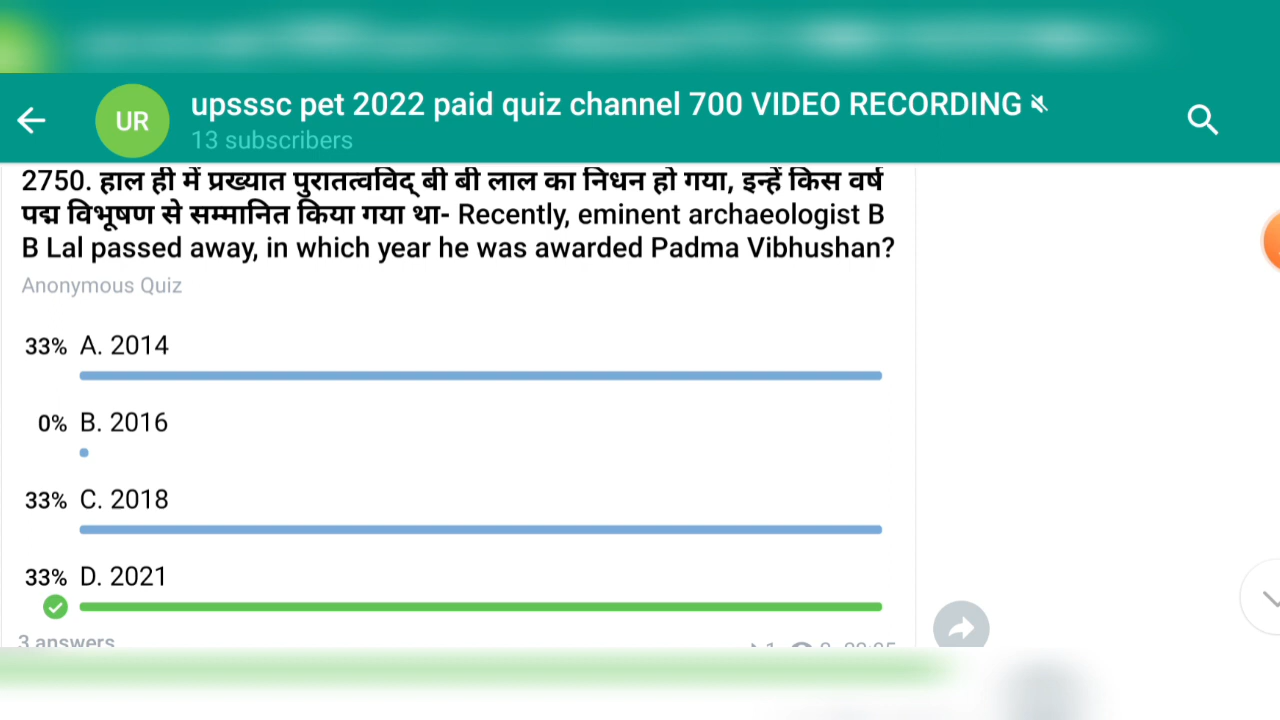 UR
upsssc pet 2022 paid quiz channel 700 VIDEO RECORDING
13 subscribers
2750. हाल ही में प्रख्यात पुरातत्वविद् बी बी लाल का निधन हो गया, इन्हें किस वर्ष
पद्म विभूषण से सम्मानित किया गया था- Recently, eminent archaeologist B
B Lal passed away, in which year he was awarded Padma Vibhushan?
Anonymous Quiz
33% A. 2014
0% B. 2016
33% C. 2018
33% D. 2021
3 answers